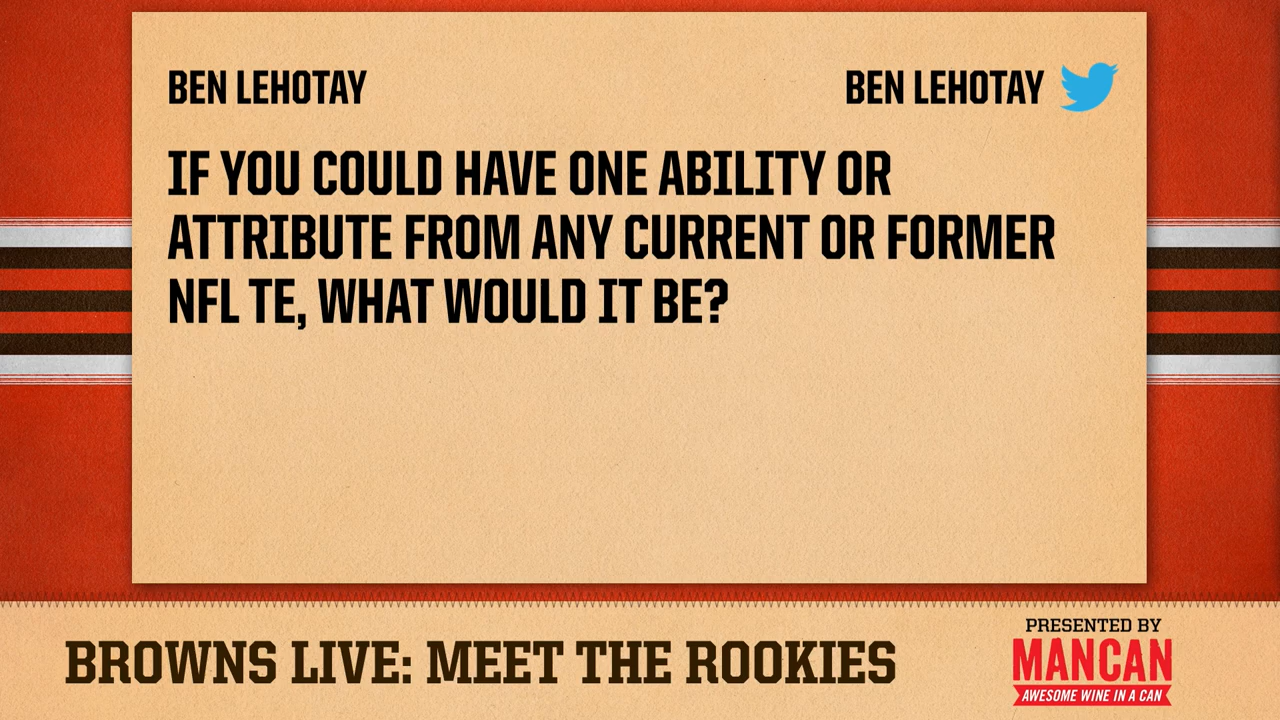 BEN LEHOTAY
BEN LEHOTAY
IF YOU COULD HAVE ONE ABILITY OR
ATTRIBUTE FROM ANY CURRENT OR FORMER
NFL TE, WHAT WOULD IT BE?
BROWNS LIVE: MEET THE ROOKIES
PRESENTED BY
MANCAN
AWESOME WINE IN A CAN